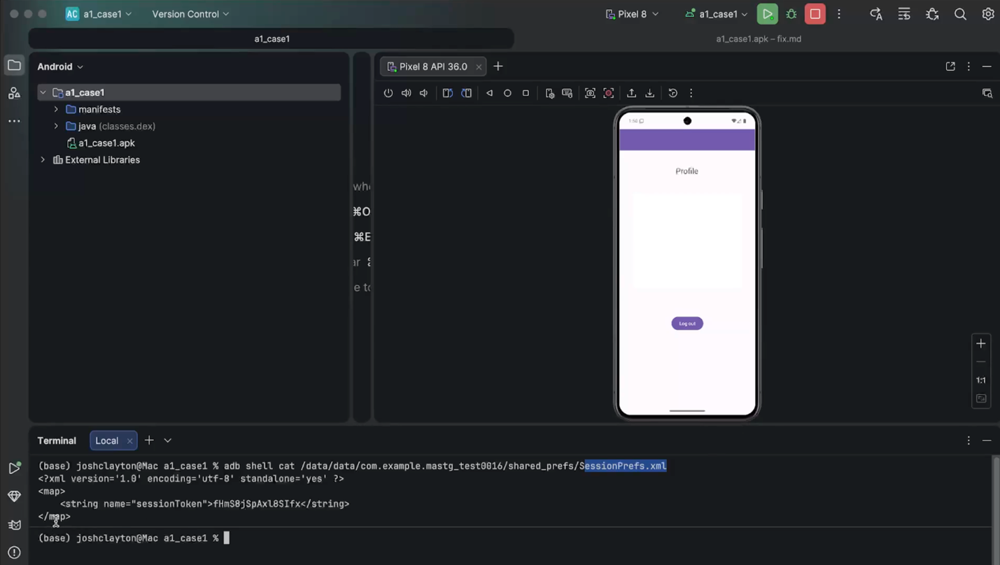 AC a1_case1 Version Control Pixel 8 a1_case1
a1_case1 a1_case1.apk – fix.md
Android Pixel 8 API 36.0
a1_case1
manifests
java (classes.dex)
a1_case1.apk
External Libraries
⌘O
⌘E
1:56
Profile
Log out
1:1
Terminal Local
(base) joshclayton@Mac a1_case1 % adb shell cat /data/data/com.example.mastg_test0016/shared_prefs/SessionPrefs.xml
<?xml version='1.0' encoding='utf-8' standalone='yes' ?>
<map>
<string name="sessionToken">fHmS8jSpAxl8SIfx</string>
</map>
(base) joshclayton@Mac a1_case1 %